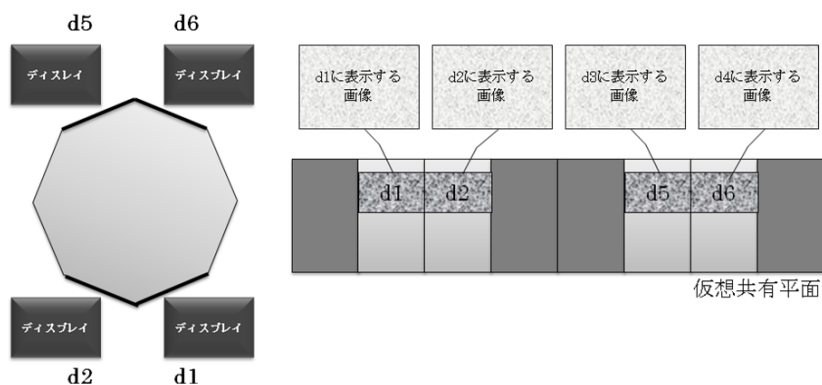 d5
d6
ディスレイ
ディスプレイ
ディスプレイ
ディスプレイ
d2
d1
d1に表示する
画像
d2に表示する
画像
d3に表示する
画像
d4に表示する
画像
d1
d2
d5
d6
仮想共有平面